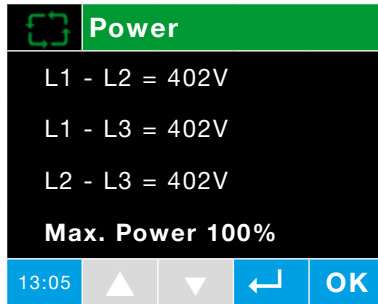 Power
L1 - L2 = 402V
L1 - L3 = 402V
L2 - L3 = 402V
Max. Power 100%
13:05 OK